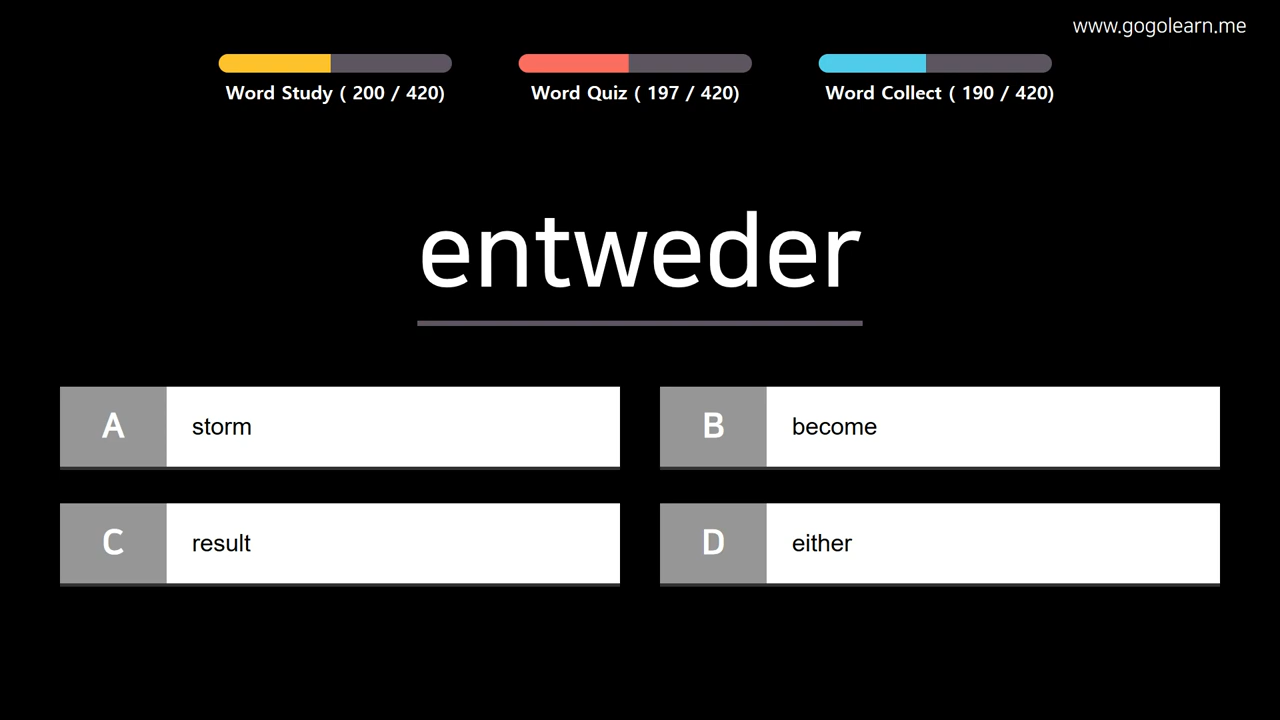 www.gogolearn.me
Word Study ( 200 / 420)
Word Quiz ( 197 / 420)
Word Collect ( 190 / 420)
entweder
A storm
B become
C result
D either